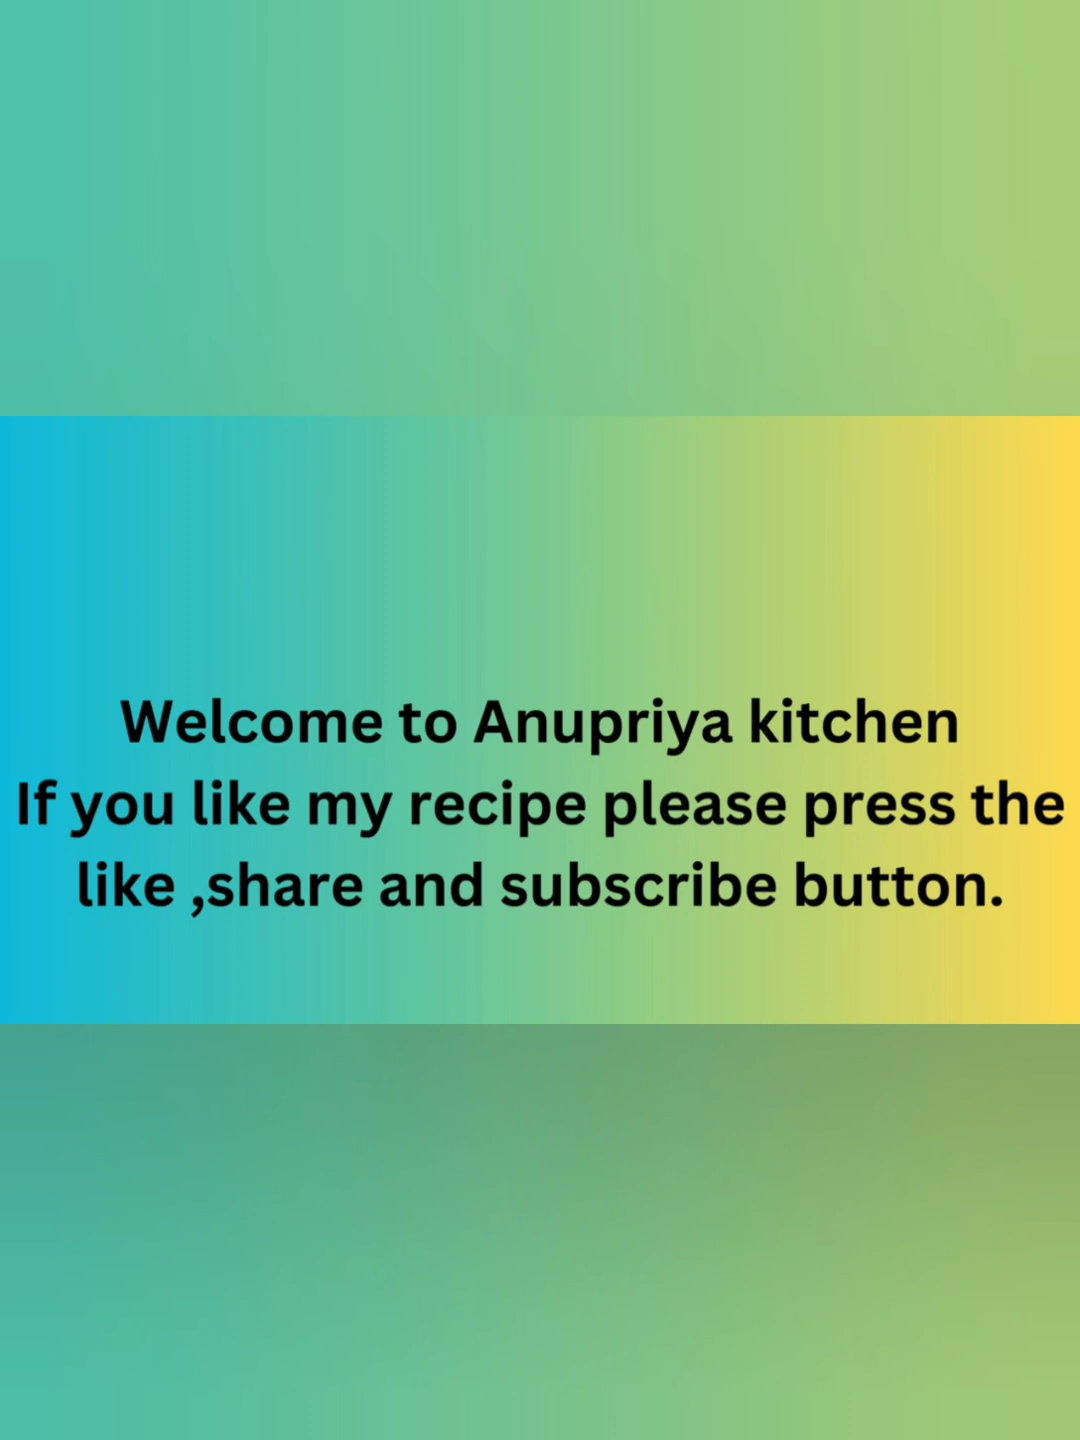 Welcome to Anupriya kitchen
If you like my recipe please press the
like ,share and subscribe button.